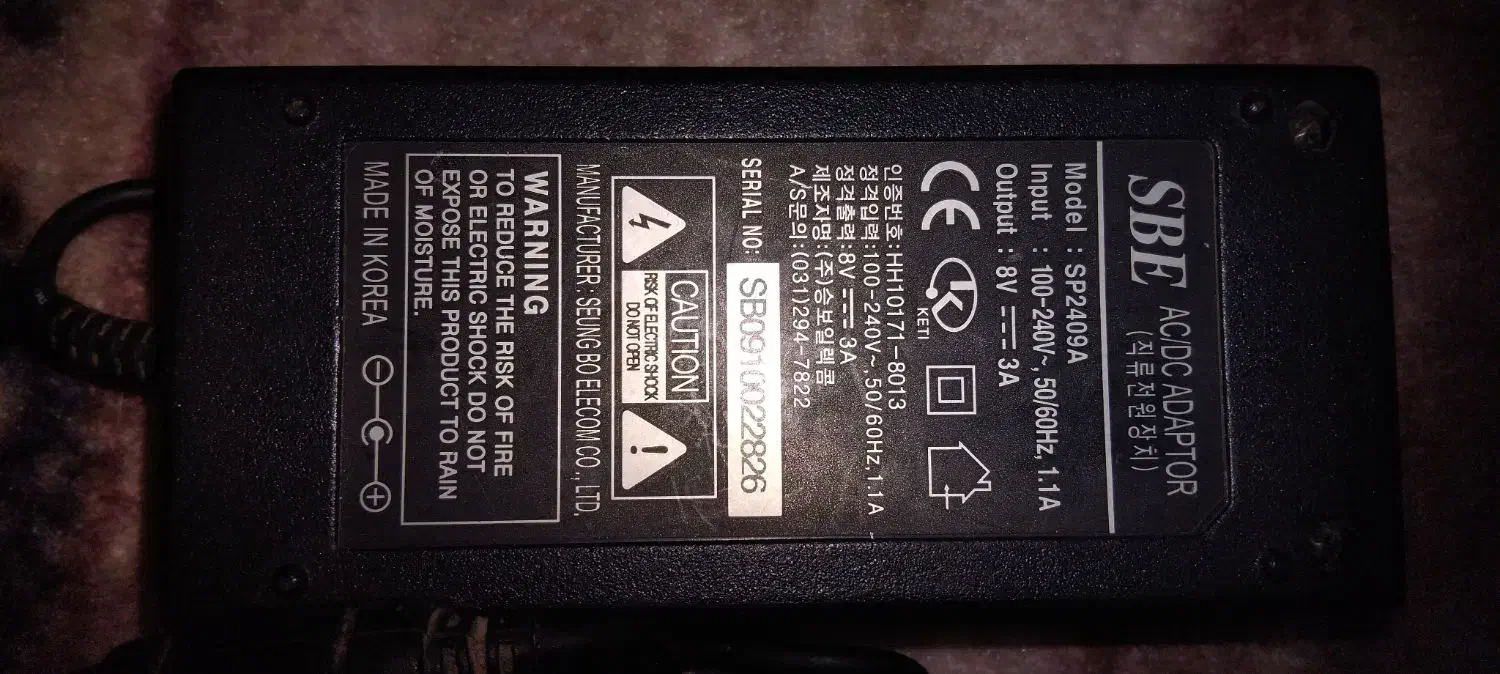 SBE AC/DC ADAPTOR
(직류전원장치)
Model : SP2409A
Input : 100-240V~, 50/60Hz, 1.1A
Output : 8V ⎓ 3A
CE
KETI
인증번호:HH10171-8013
정격입력:100-240V~,50/60Hz,1.1A
정격출력:8V ⎓ 3A
제조자명:(주)승보일렉콤
A/S문의:(031)294-7822
SERIAL NO: SB0910022826
CAUTION
RISK OF ELECTRIC SHOCK
DO NOT OPEN
MANUFACTURER : SEUNG BO ELECOM CO., LTD.
WARNING
TO REDUCE THE RISK OF FIRE
OR ELECTRIC SHOCK DO NOT
EXPOSE THIS PRODUCT TO RAIN
OF MOISTURE.
MADE IN KOREA